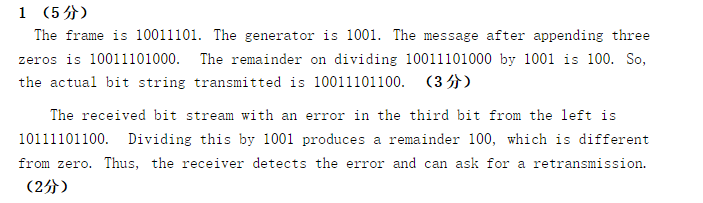 1 （5 分）
The frame is 10011101. The generator is 1001. The message after appending three
zeros is 10011101000. The remainder on dividing 10011101000 by 1001 is 100. So,
the actual bit string transmitted is 10011101100. （3 分）
The received bit stream with an error in the third bit from the left is
10111101100. Dividing this by 1001 produces a remainder 100, which is different
from zero. Thus, the receiver detects the error and can ask for a retransmission.
（2分）